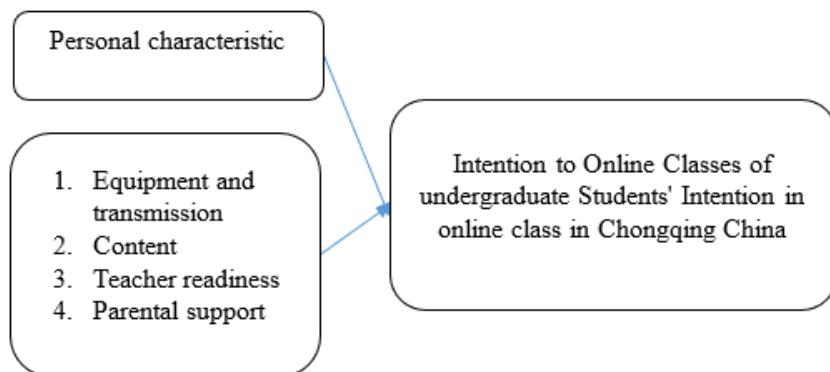 Personal characteristic
1. Equipment and
transmission
2. Content
3. Teacher readiness
4. Parental support
Intention to Online Classes of
undergraduate Students' Intention in
online class in Chongqing China